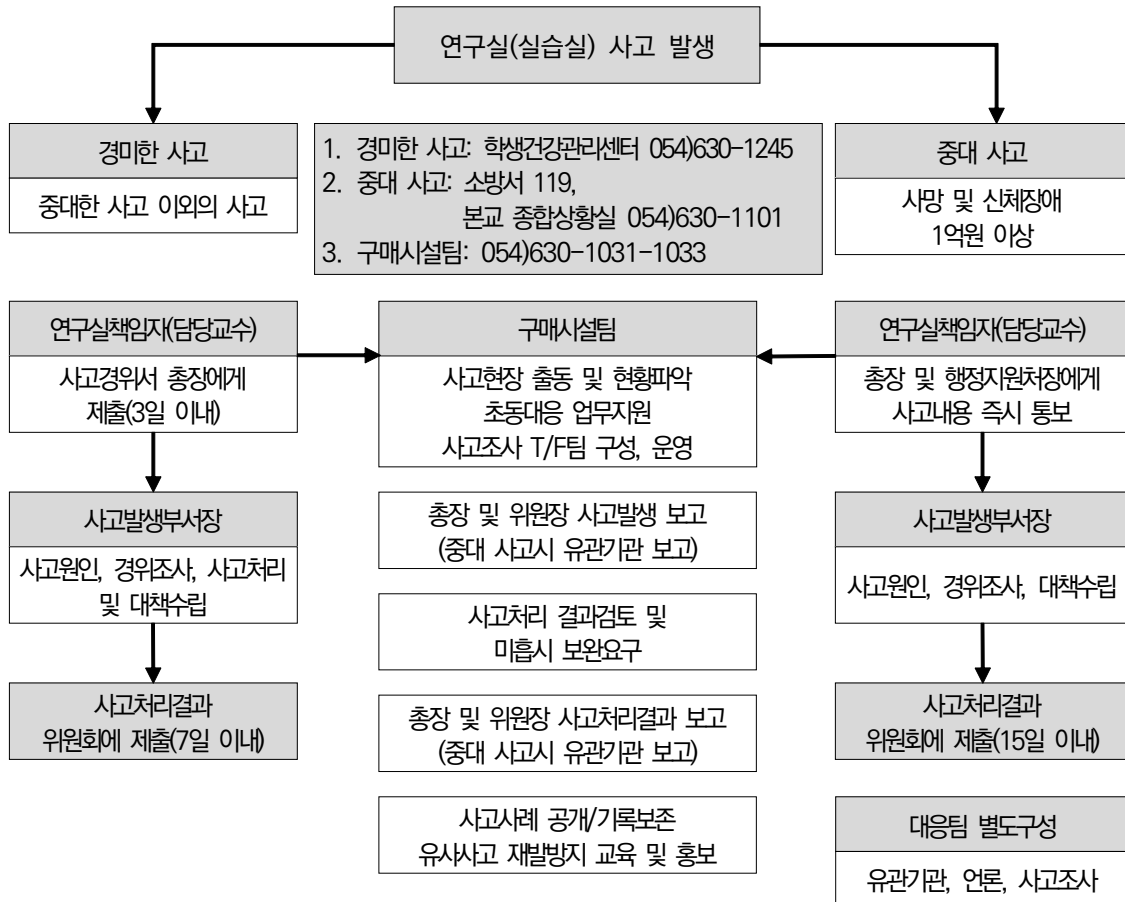 연구실(실습실) 사고 발생
경미한 사고
중대한 사고 이외의 사고
1. 경미한 사고: 학생건강관리센터 054)630-1245
2. 중대 사고: 소방서 119,
본교 종합상황실 054)630-1101
3. 구매시설팀: 054)630-1031-1033
중대 사고
사망 및 신체장애
1억원 이상
연구실책임자(담당교수)
사고경위서 총장에게
제출(3일 이내)
구매시설팀
사고현장 출동 및 현황파악
초동대응 업무지원
사고조사 T/F팀 구성, 운영
연구실책임자(담당교수)
총장 및 행정지원처장에게
사고내용 즉시 통보
사고발생부서장
사고원인, 경위조사, 사고처리
및 대책수립
총장 및 위원장 사고발생 보고
(중대 사고시 유관기관 보고)
사고발생부서장
사고원인, 경위조사, 대책수립
사고처리 결과검토 및
미흡시 보완요구
사고처리결과
위원회에 제출(7일 이내)
총장 및 위원장 사고처리결과 보고
(중대 사고시 유관기관 보고)
사고처리결과
위원회에 제출(15일 이내)
사고사례 공개/기록보존
유사사고 재발방지 교육 및 홍보
대응팀 별도구성
유관기관, 언론, 사고조사